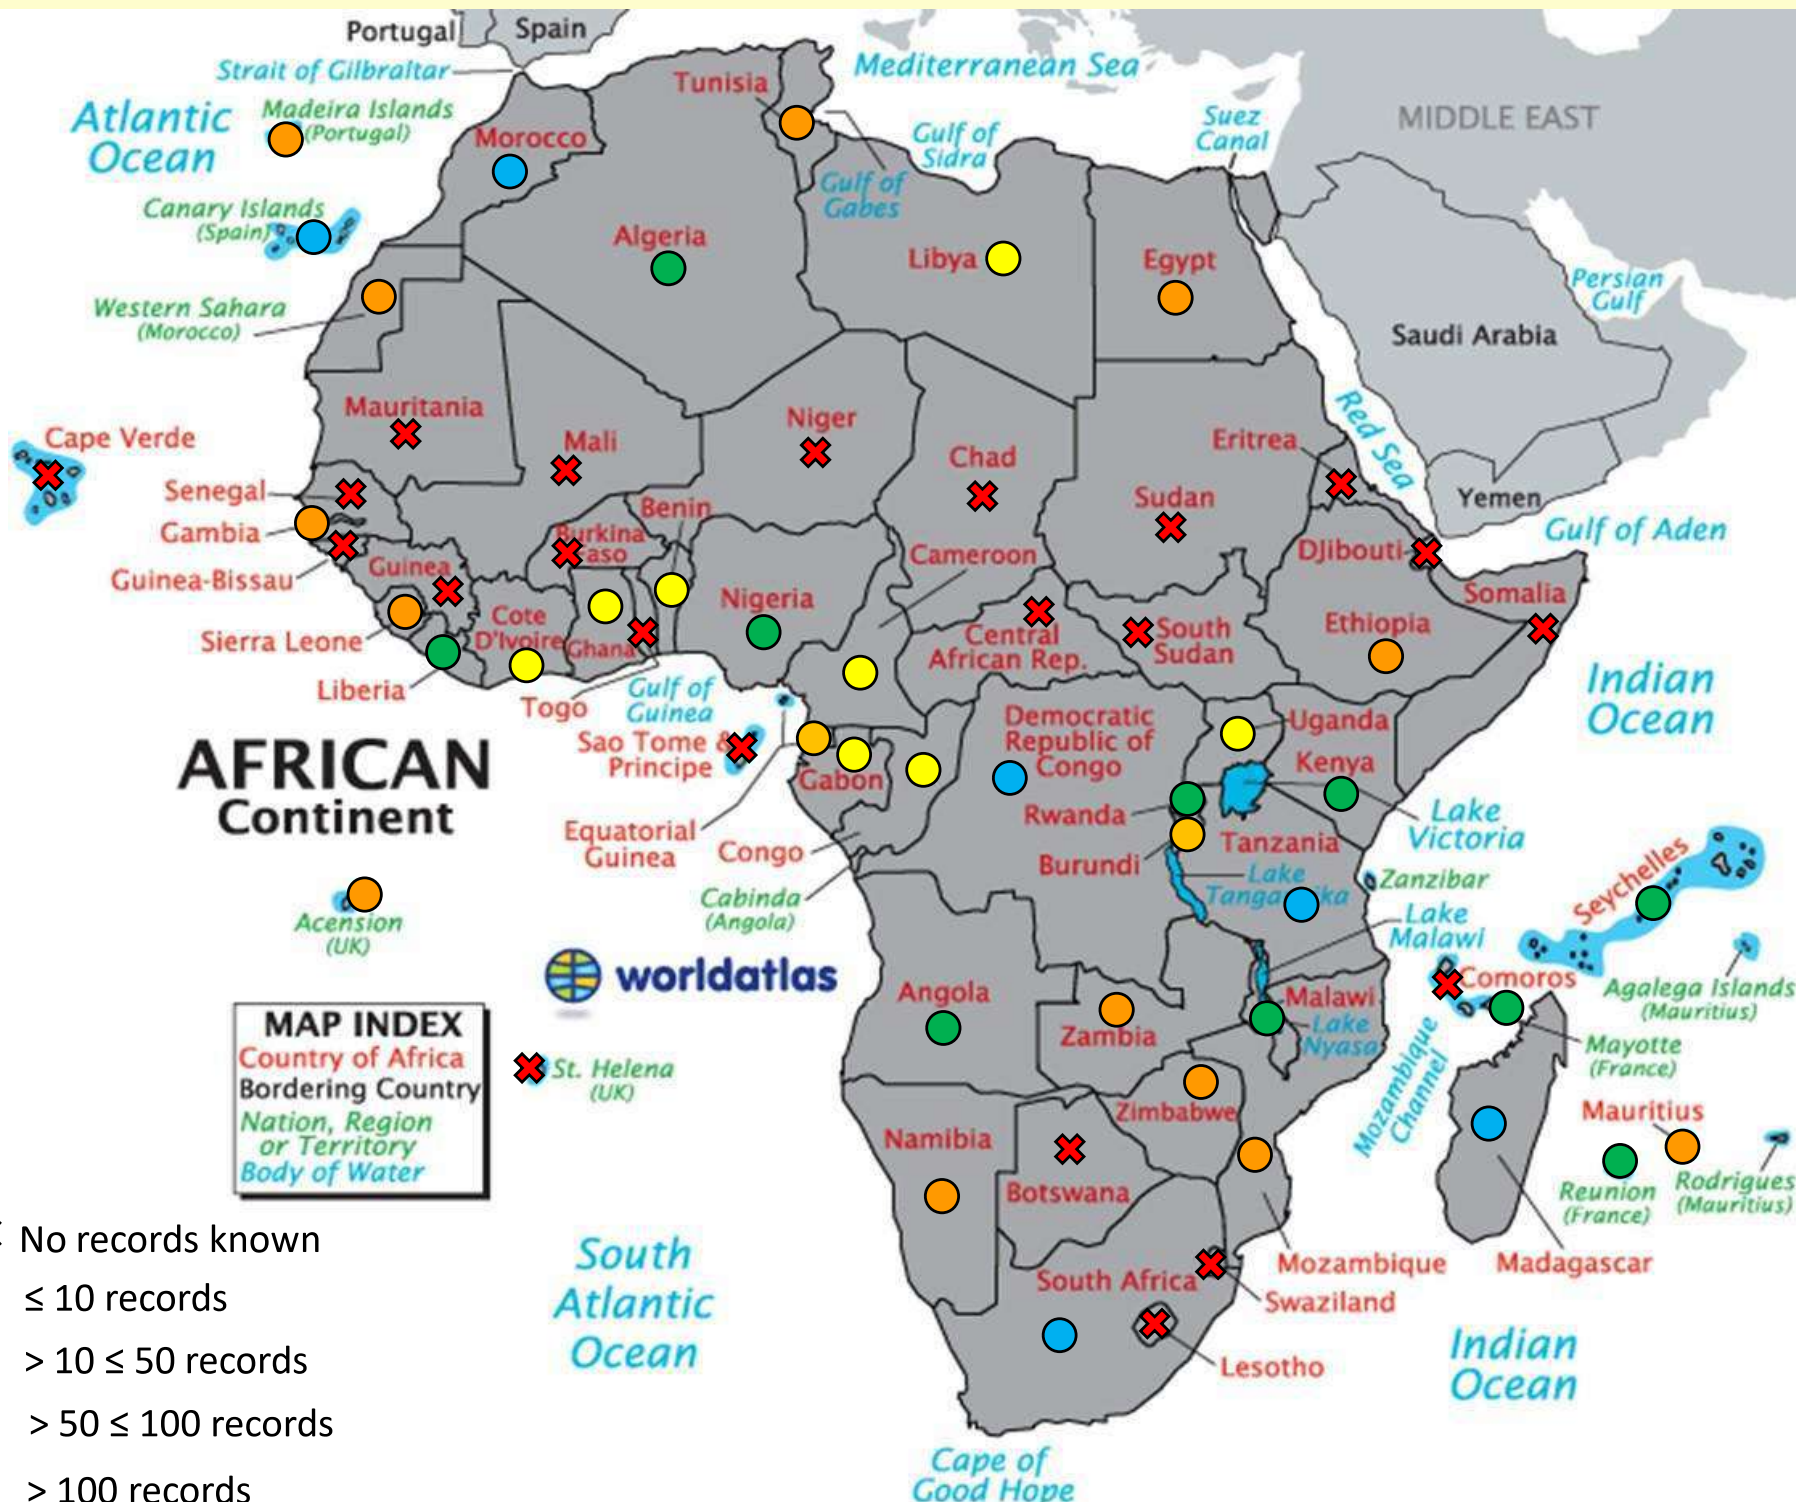 Portugal
Spain
Strait of Gilbraltar
Mediterranean Sea
Tunisia
MIDDLE EAST
Atlantic
Ocean
Madeira Islands
(Portugal)
Morocco
Gulf of
Sidra
Suez
Canal
Gulf of
Gabes
Canary Islands
(Spain)
Algeria
Libya
Egypt
Persian
Gulf
Western Sahara
(Morocco)
Saudi Arabia
Mauritania
Mali
Niger
Chad
Sudan
Eritrea
Red Sea
Cape Verde
Senegal
Gambia
Guinea-Bissau
Guinea
Sierra Leone
Liberia
Burkina
Benin
Cote
D'Ivoire
Ghana
Togo
Nigeria
Cameroon
Central
African Rep.
South
Sudan
DJibouti
Yemen
Gulf of Aden
Somalia
Ethiopia
Indian
Ocean
Gulf of
Guinea
Sao Tome &
Principe
Equatorial
Guinea
Gabon
Congo
Cabinda
(Angola)
Democratic
Republic of
Congo
Uganda
Kenya
Rwanda
Burundi
Tanzania
Lake
Victoria
Lake
Zanzibar
Lake
Malawi
Seychelles
AFRICAN
Continent
Acension
(UK)
worldatlas
Angola
Zambia
Malawi
Lake
Nyasa
Comoros
Agalega Islands
(Mauritius)
Mayotte
(France)
Mozambique
Channel
MAP INDEX
Country of Africa
Bordering Country
Nation, Region
or Territory
Body of Water
St. Helena
(UK)
Namibia
Zimbabwe
Botswana
Mauritius
Reunion
(France)
Rodrigues
(Mauritius)
South Africa
Mozambique
Madagascar
Swaziland
Lesotho
South
Atlantic
Ocean
Indian
Ocean
Cape of
Good Hope
No records known
≤ 10 records
> 10 ≤ 50 records
> 50 ≤ 100 records
> 100 records